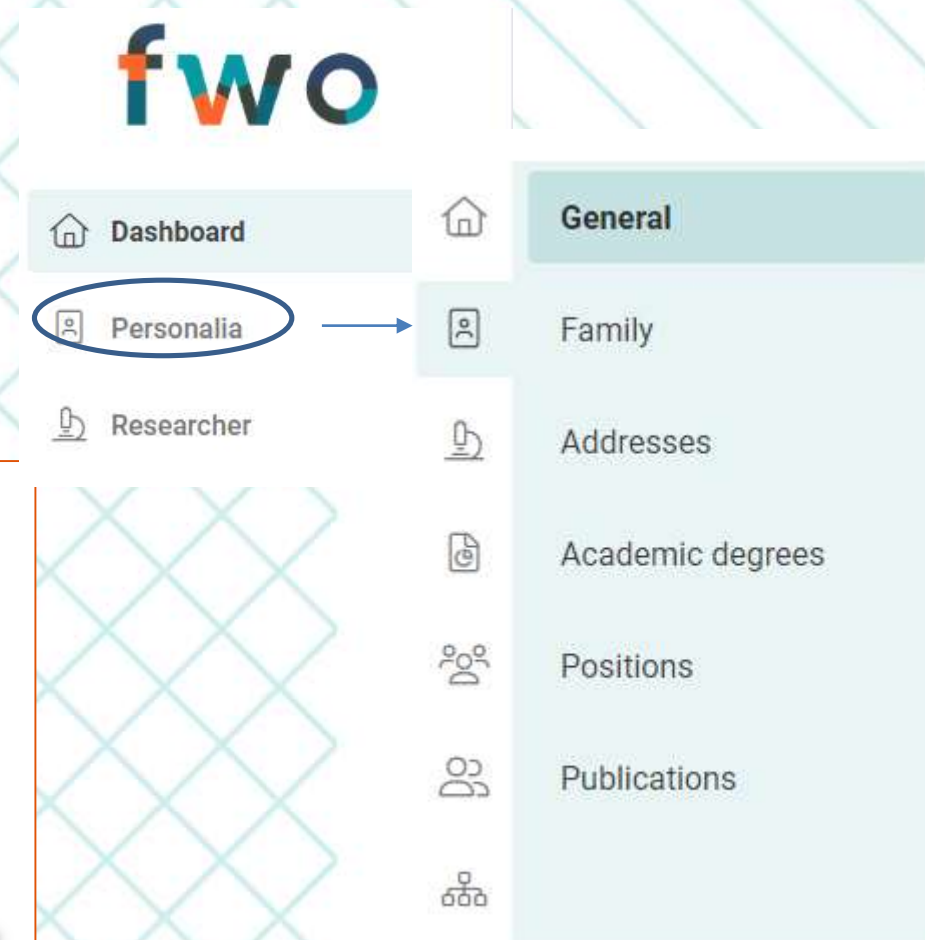 fwo
Dashboard
Personalia
Researcher
General
Family
Addresses
Academic degrees
Positions
Publications